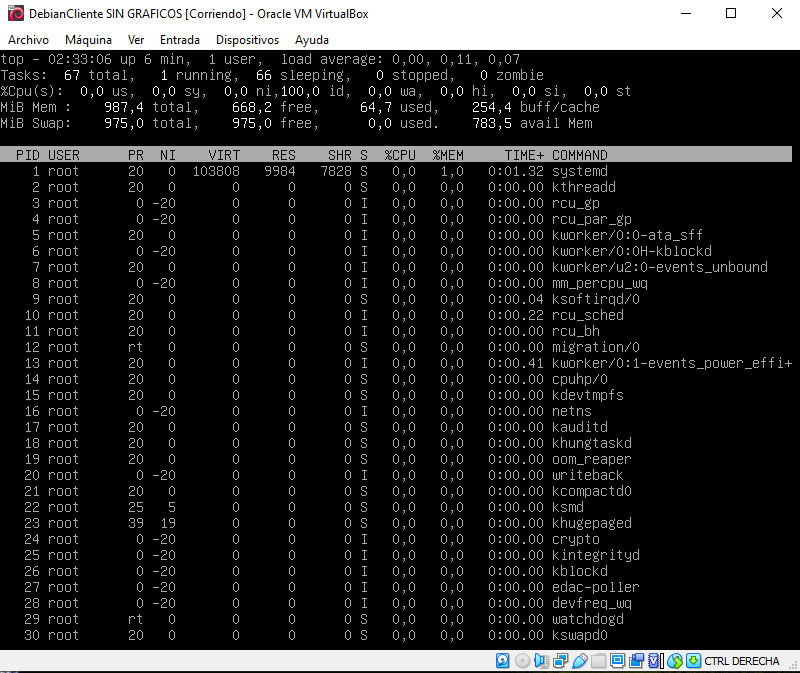 DebianCliente SIN GRAFICOS [Corriendo] - Oracle VM VirtualBox
Archivo Máquina Ver Entrada Dispositivos Ayuda
top - 02:33:06 up 6 min,  1 user,  load average: 0,00, 0,11, 0,07
Tasks:  67 total,   1 running,  66 sleeping,   0 stopped,   0 zombie
%Cpu(s):  0,0 us,  0,0 sy,  0,0 ni,100,0 id,  0,0 wa,  0,0 hi,  0,0 si,  0,0 st
MiB Mem :    987,4 total,    668,2 free,     64,7 used,    254,4 buff/cache
MiB Swap:    975,0 total,    975,0 free,      0,0 used.    783,5 avail Mem
PID USER      PR  NI    VIRT    RES    SHR S  %CPU  %MEM     TIME+ COMMAND
1 root      20   0  103808   9984   7828 S   0,0   1,0   0:01.32 systemd
2 root      20   0       0      0      0 S   0,0   0,0   0:00.00 kthreadd
3 root       0 -20       0      0      0 I   0,0   0,0   0:00.00 rcu_gp
4 root       0 -20       0      0      0 I   0,0   0,0   0:00.00 rcu_par_gp
5 root      20   0       0      0      0 I   0,0   0,0   0:00.00 kworker/0:0-ata_sff
6 root       0 -20       0      0      0 I   0,0   0,0   0:00.00 kworker/0:0H-kblockd
7 root      20   0       0      0      0 I   0,0   0,0   0:00.00 kworker/u2:0-events_unbound
8 root       0 -20       0      0      0 I   0,0   0,0   0:00.00 mm_percpu_wq
9 root      20   0       0      0      0 S   0,0   0,0   0:00.04 ksoftirqd/0
10 root      20   0       0      0      0 I   0,0   0,0   0:00.22 rcu_sched
11 root      20   0       0      0      0 I   0,0   0,0   0:00.00 rcu_bh
12 root      rt   0       0      0      0 S   0,0   0,0   0:00.00 migration/0
13 root      20   0       0      0      0 I   0,0   0,0   0:00.41 kworker/0:1-events_power_effi+
14 root      20   0       0      0      0 S   0,0   0,0   0:00.00 cpuhp/0
15 root      20   0       0      0      0 S   0,0   0,0   0:00.00 kdevtmpfs
16 root       0 -20       0      0      0 I   0,0   0,0   0:00.00 netns
17 root      20   0       0      0      0 S   0,0   0,0   0:00.00 kauditd
18 root      20   0       0      0      0 S   0,0   0,0   0:00.00 khungtaskd
19 root      20   0       0      0      0 S   0,0   0,0   0:00.00 oom_reaper
20 root       0 -20       0      0      0 I   0,0   0,0   0:00.00 writeback
21 root      20   0       0      0      0 S   0,0   0,0   0:00.00 kcompactd0
22 root      25   5       0      0      0 S   0,0   0,0   0:00.00 ksmd
23 root      39  19       0      0      0 S   0,0   0,0   0:00.00 khugepaged
24 root       0 -20       0      0      0 I   0,0   0,0   0:00.00 crypto
25 root       0 -20       0      0      0 I   0,0   0,0   0:00.00 kintegrityd
26 root       0 -20       0      0      0 I   0,0   0,0   0:00.00 kblockd
27 root       0 -20       0      0      0 I   0,0   0,0   0:00.00 edac-poller
28 root       0 -20       0      0      0 I   0,0   0,0   0:00.00 devfreq_wq
29 root      rt   0       0      0      0 S   0,0   0,0   0:00.00 watchdogd
30 root      20   0       0      0      0 S   0,0   0,0   0:00.00 kswapd0
CTRL DERECHA